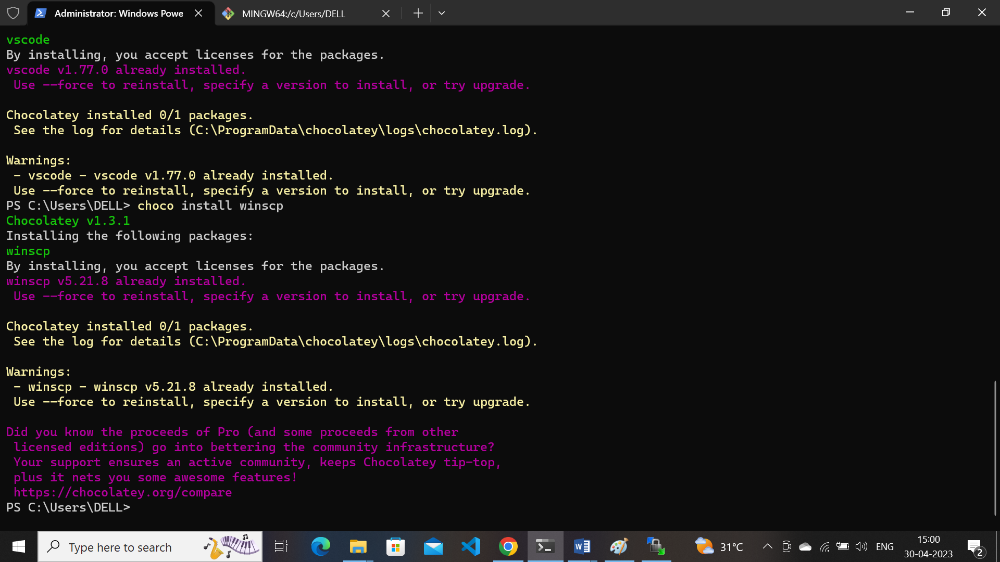 Administrator: Windows Powe
MINGW64:/c/Users/DELL
vscode
By installing, you accept licenses for the packages.
vscode v1.77.0 already installed.
 Use --force to reinstall, specify a version to install, or try upgrade.
Chocolatey installed 0/1 packages.
 See the log for details (C:\ProgramData\chocolatey\logs\chocolatey.log).
Warnings:
 - vscode - vscode v1.77.0 already installed.
 Use --force to reinstall, specify a version to install, or try upgrade.
PS C:\Users\DELL> choco install winscp
Chocolatey v1.3.1
Installing the following packages:
winscp
By installing, you accept licenses for the packages.
winscp v5.21.8 already installed.
 Use --force to reinstall, specify a version to install, or try upgrade.
Chocolatey installed 0/1 packages.
 See the log for details (C:\ProgramData\chocolatey\logs\chocolatey.log).
Warnings:
 - winscp - winscp v5.21.8 already installed.
 Use --force to reinstall, specify a version to install, or try upgrade.
Did you know the proceeds of Pro (and some proceeds from other
 licensed editions) go into bettering the community infrastructure?
 Your support ensures an active community, keeps Chocolatey tip-top,
 plus it nets you some awesome features!
 https://chocolatey.org/compare
PS C:\Users\DELL>
Type here to search
31°C
ENG
15:00
30-04-2023
2